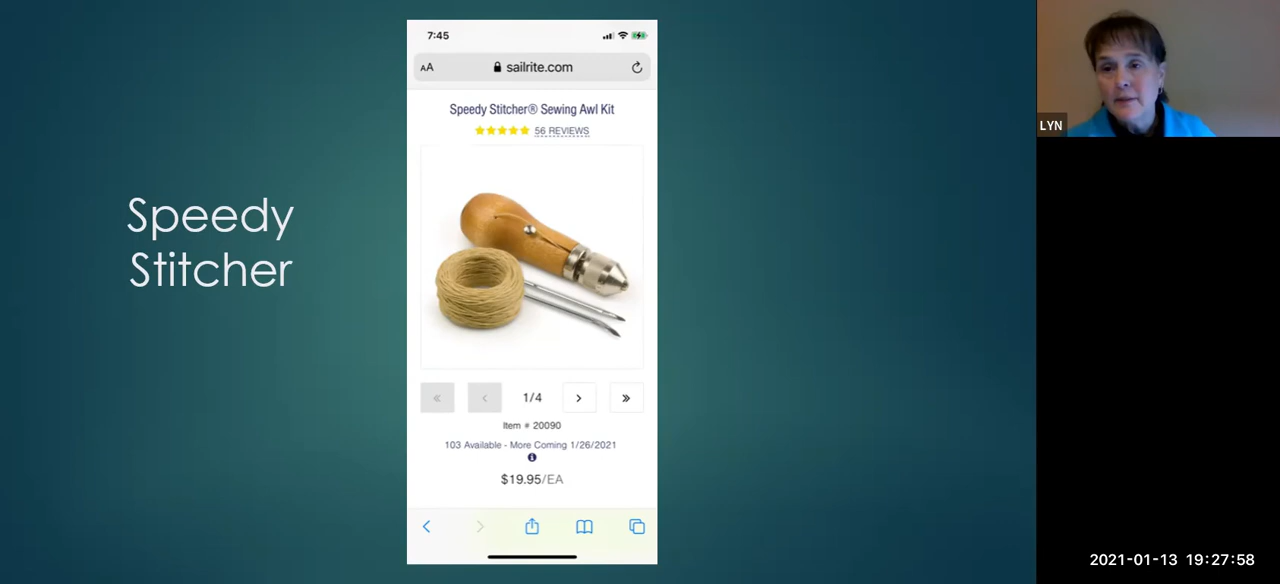 Speedy
Stitcher
7:45
AA
sailrite.com
Speedy Stitcher® Sewing Awl Kit
56 REVIEWS
1/4
Item # 20090
103 Available - More Coming 1/26/2021
$19.95/EA
LYN
2021-01-13 19:27:58